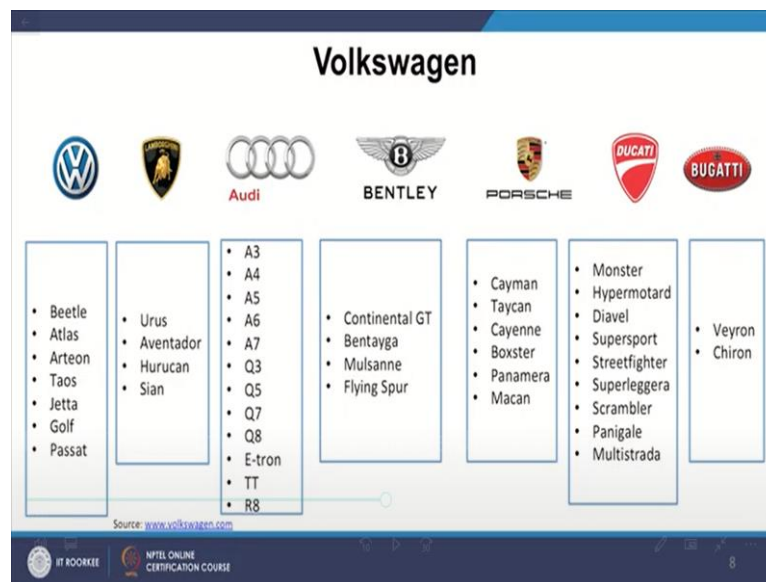 Volkswagen
LAMBORGHINI
Audi
B
BENTLEY
PORSCHE
DUCATI
BUGATTI
• Beetle
• Atlas
• Arteon
• Taos
• Jetta
• Golf
• Passat
• Urus
• Aventador
• Hurucan
• Sian
• A3
• A4
• A5
• A6
• A7
• Q3
• Q5
• Q7
• Q8
• E-tron
• TT
• R8
• Continental GT
• Bentayga
• Mulsanne
• Flying Spur
• Cayman
• Taycan
• Cayenne
• Boxster
• Panamera
• Macan
• Monster
• Hypermotard
• Diavel
• Supersport
• Streetfighter
• Superleggera
• Scrambler
• Panigale
• Multistrada
• Veyron
• Chiron
Source: www.volkswagen.com
IIT ROORKEE
NPTEL ONLINE
CERTIFICATION COURSE
8